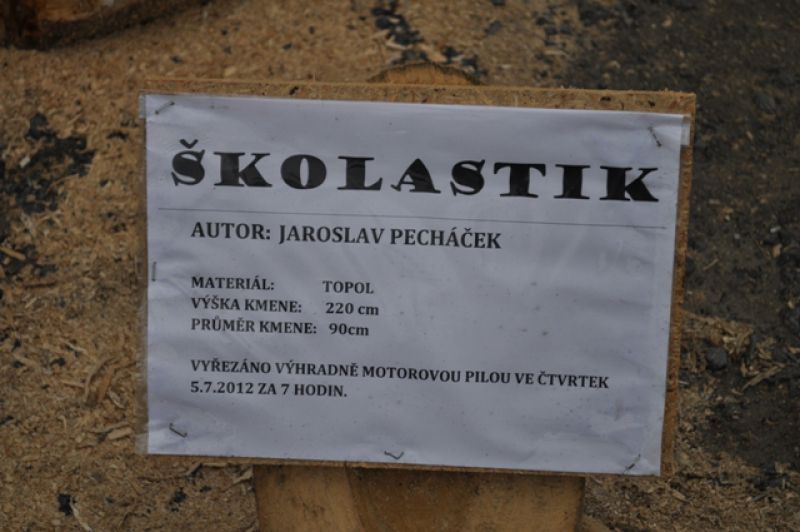 ŠKOLASTIK
AUTOR: JAROSLAV PECHÁČEK
MATERIÁL: TOPOL
VÝŠKA KMENE: 220 cm
PRŮMĚR KMENE: 90cm
VYŘEZÁNO VÝHRADNĚ MOTOROVOU PILOU VE ČTVRTEK
5.7.2012 ZA 7 HODIN.